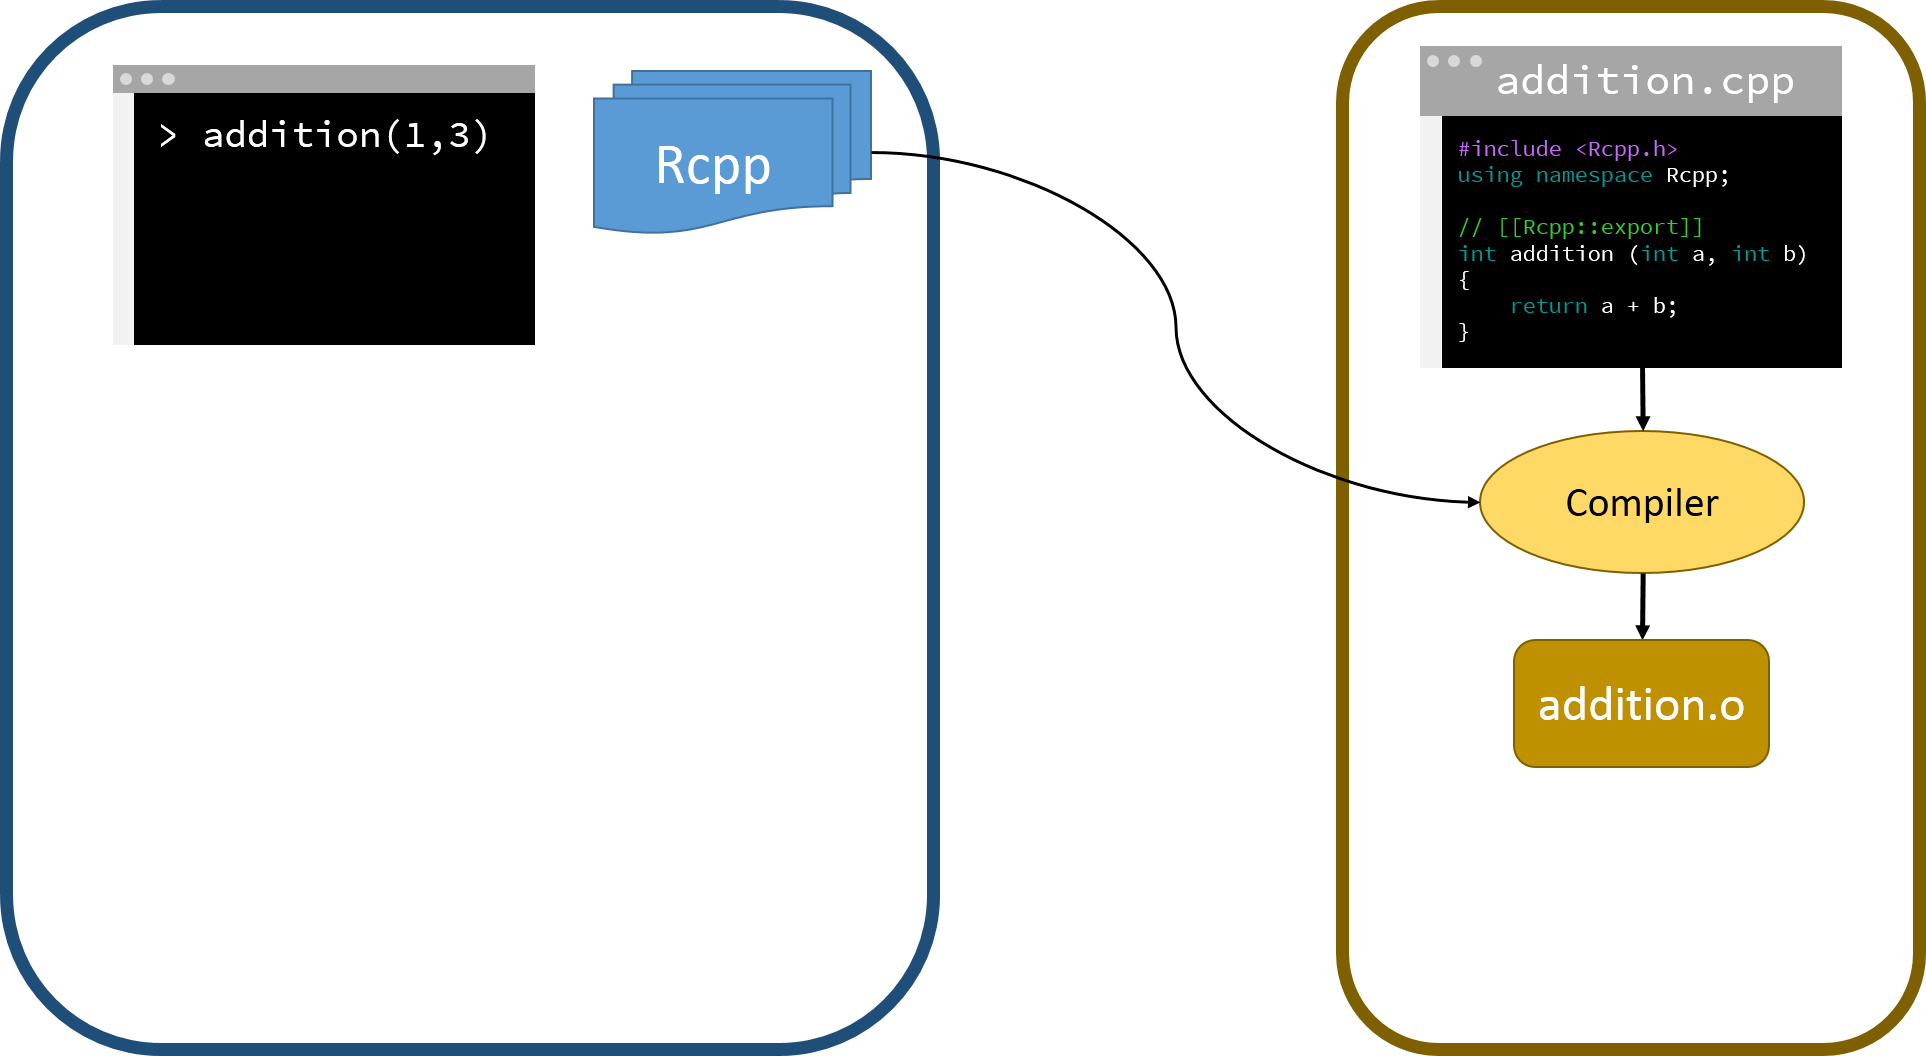 > addition(1,3)
Rcpp
addition.cpp
#include <Rcpp.h>
using namespace Rcpp;
// [[Rcpp::export]]
int addition (int a, int b)
{
    return a + b;
}
Compiler
addition.o